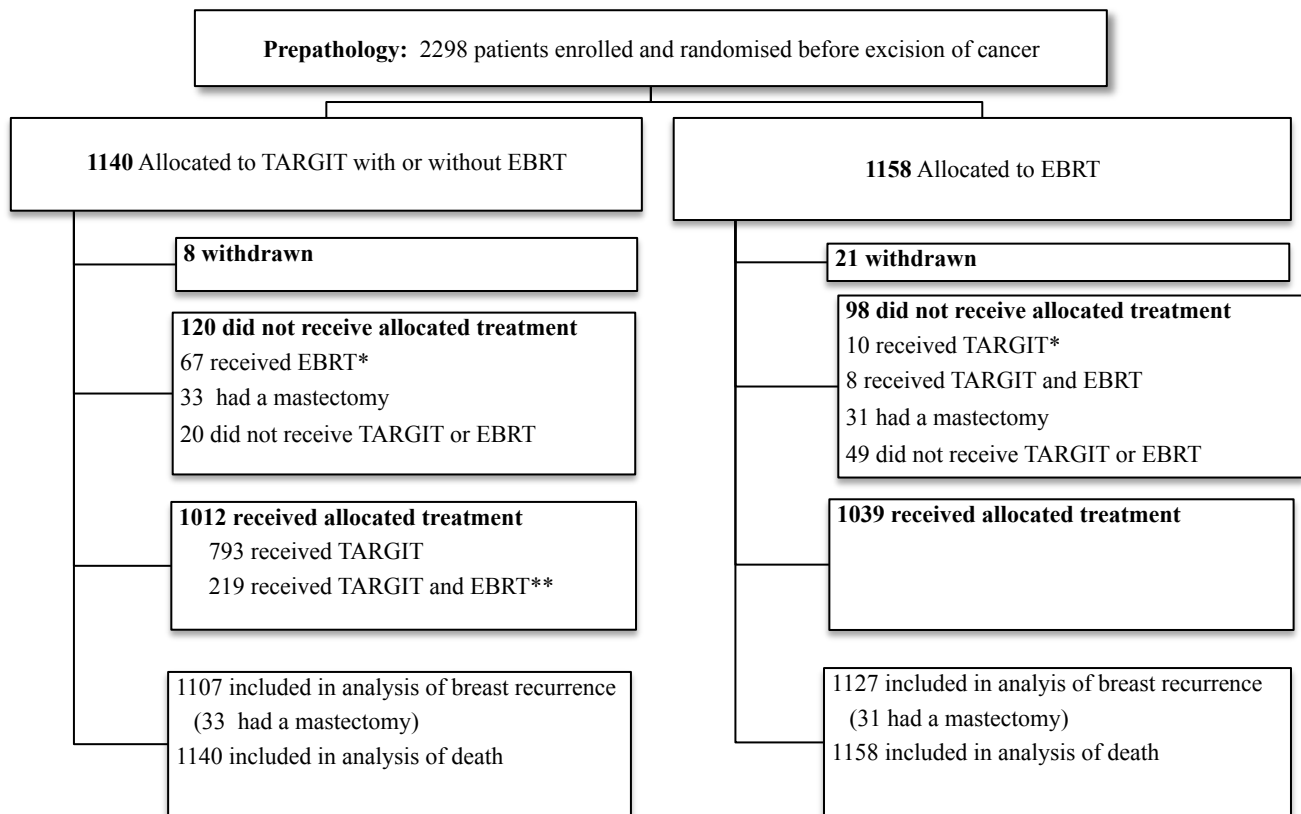 Prepathology: 2298 patients enrolled and randomised before excision of cancer
1140 Allocated to TARGIT with or without EBRT
8 withdrawn
120 did not receive allocated treatment
67 received EBRT*
33 had a mastectomy
20 did not receive TARGIT or EBRT
1012 received allocated treatment
793 received TARGIT
219 received TARGIT and EBRT**
1107 included in analysis of breast recurrence
(33 had a mastectomy)
1140 included in analysis of death
1158 Allocated to EBRT
21 withdrawn
98 did not receive allocated treatment
10 received TARGIT*
8 received TARGIT and EBRT
31 had a mastectomy
49 did not receive TARGIT or EBRT
1039 received allocated treatment
1127 included in analyis of breast recurrence
(31 had a mastectomy)
1158 included in analysis of death